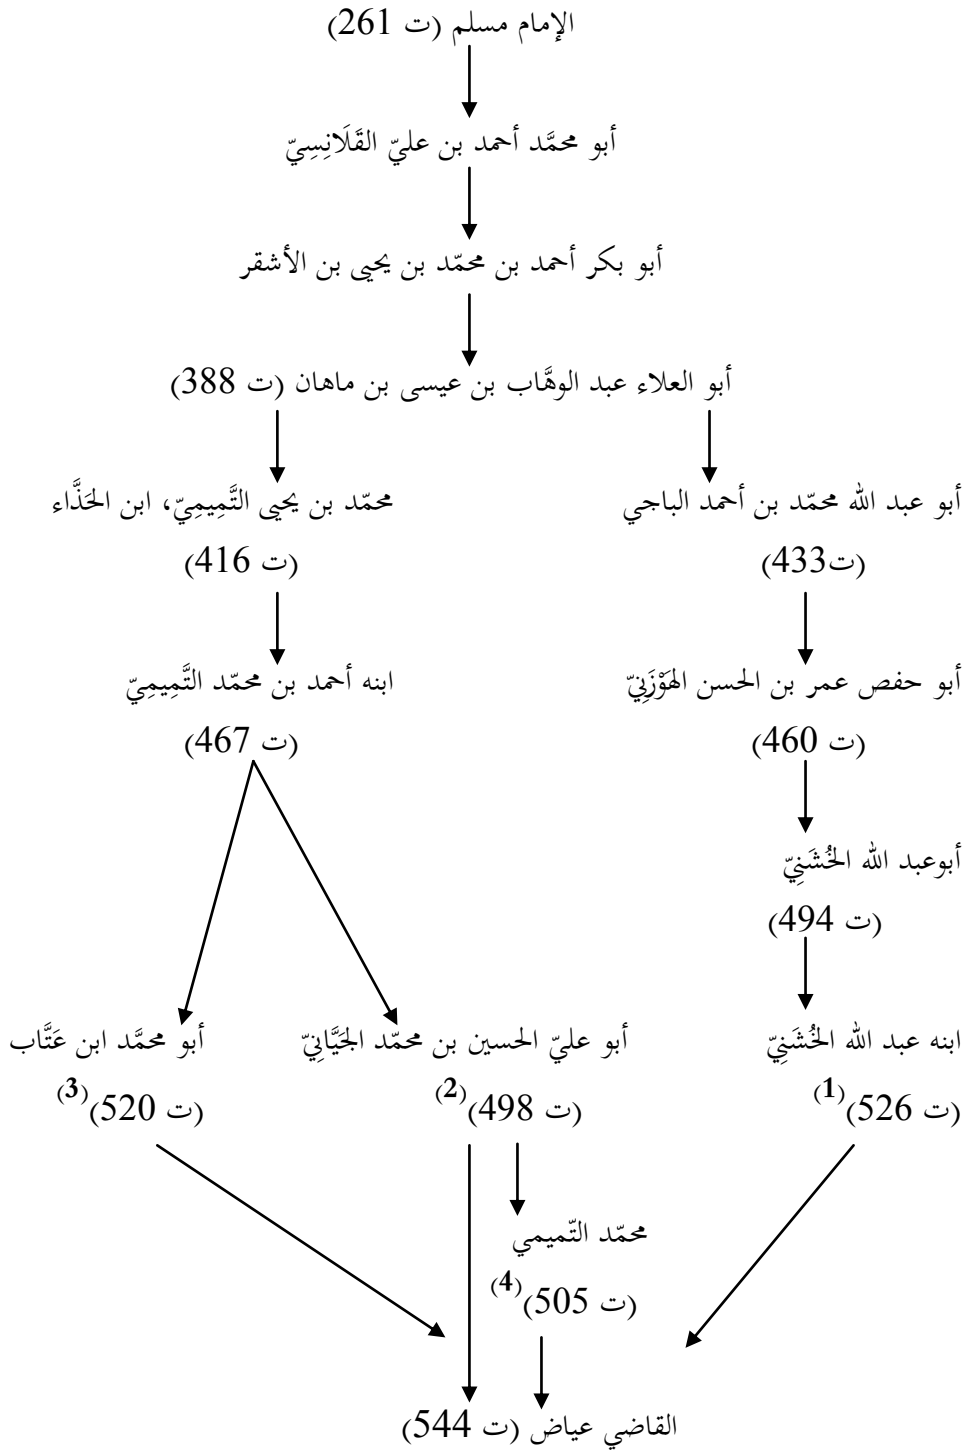 الإمام مسلم (ت 261)
أبو محمَّد أحمد بن عليّ القَلَانِسِيّ
أبو بكر أحمد بن محمّد بن يحيى بن الأشقر
أبو العلاء عبد الوهَّاب بن عيسى بن ماهان (ت 388)
أبو عبد الله محمّد بن أحمد الباجي
(ت433)
محمّد بن يحيى التَّمِيمِيّ، ابن الحَذَّاء
(ت 416)
أبو حفص عمر بن الحسن الهَوْزَنِيّ
(ت 460)
ابنه أحمد بن محمّد التَّمِيمِيّ
(ت 467)
أبوعبد الله الخُشَنِيّ
(ت 494)
ابنه عبد الله الخُشَنِيّ
(ت 526)(1)
أبو عليّ الحسين بن محمّد الجَيَّانِيّ
(ت 498)(2)
أبو محمَّد ابن عَتَّاب
(ت 520)(3)
محمّد التّميمي
(ت 505)(4)
القاضي عياض (ت 544)